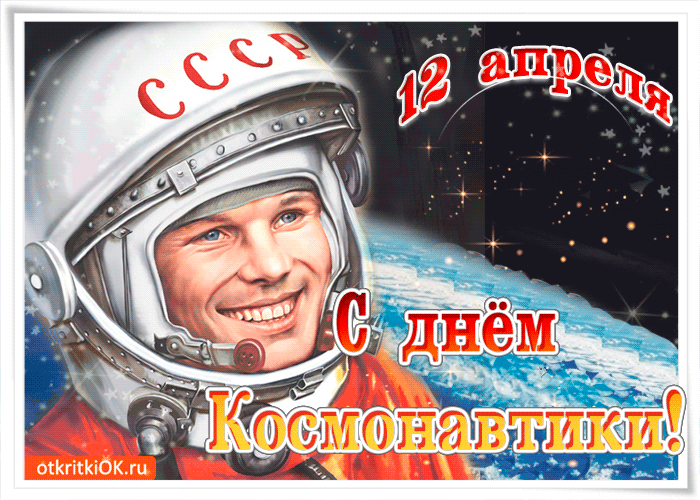 СССР
12 апреля
С днём
Космонавтики!
otkritkiOK.ru